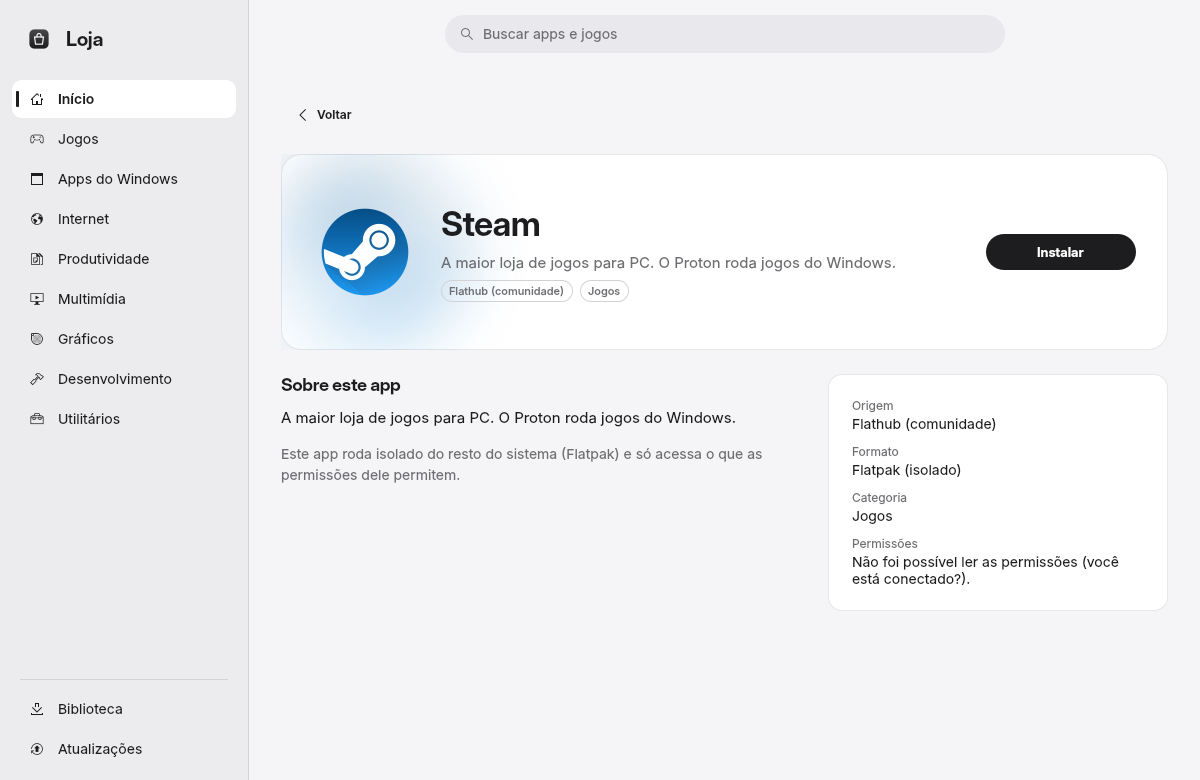 Loja
Buscar apps e jogos
Início
Jogos
Apps do Windows
Internet
Produtividade
Multimídia
Gráficos
Desenvolvimento
Utilitários
Biblioteca
Atualizações
Voltar
Steam
A maior loja de jogos para PC. O Proton roda jogos do Windows.
Flathub (comunidade)
Jogos
Instalar
Sobre este app
A maior loja de jogos para PC. O Proton roda jogos do Windows.
Este app roda isolado do resto do sistema (Flatpak) e só acessa o que as
permissões dele permitem.
Origem
Flathub (comunidade)
Formato
Flatpak (isolado)
Categoria
Jogos
Permissões
Não foi possível ler as permissões (você
está conectado?).